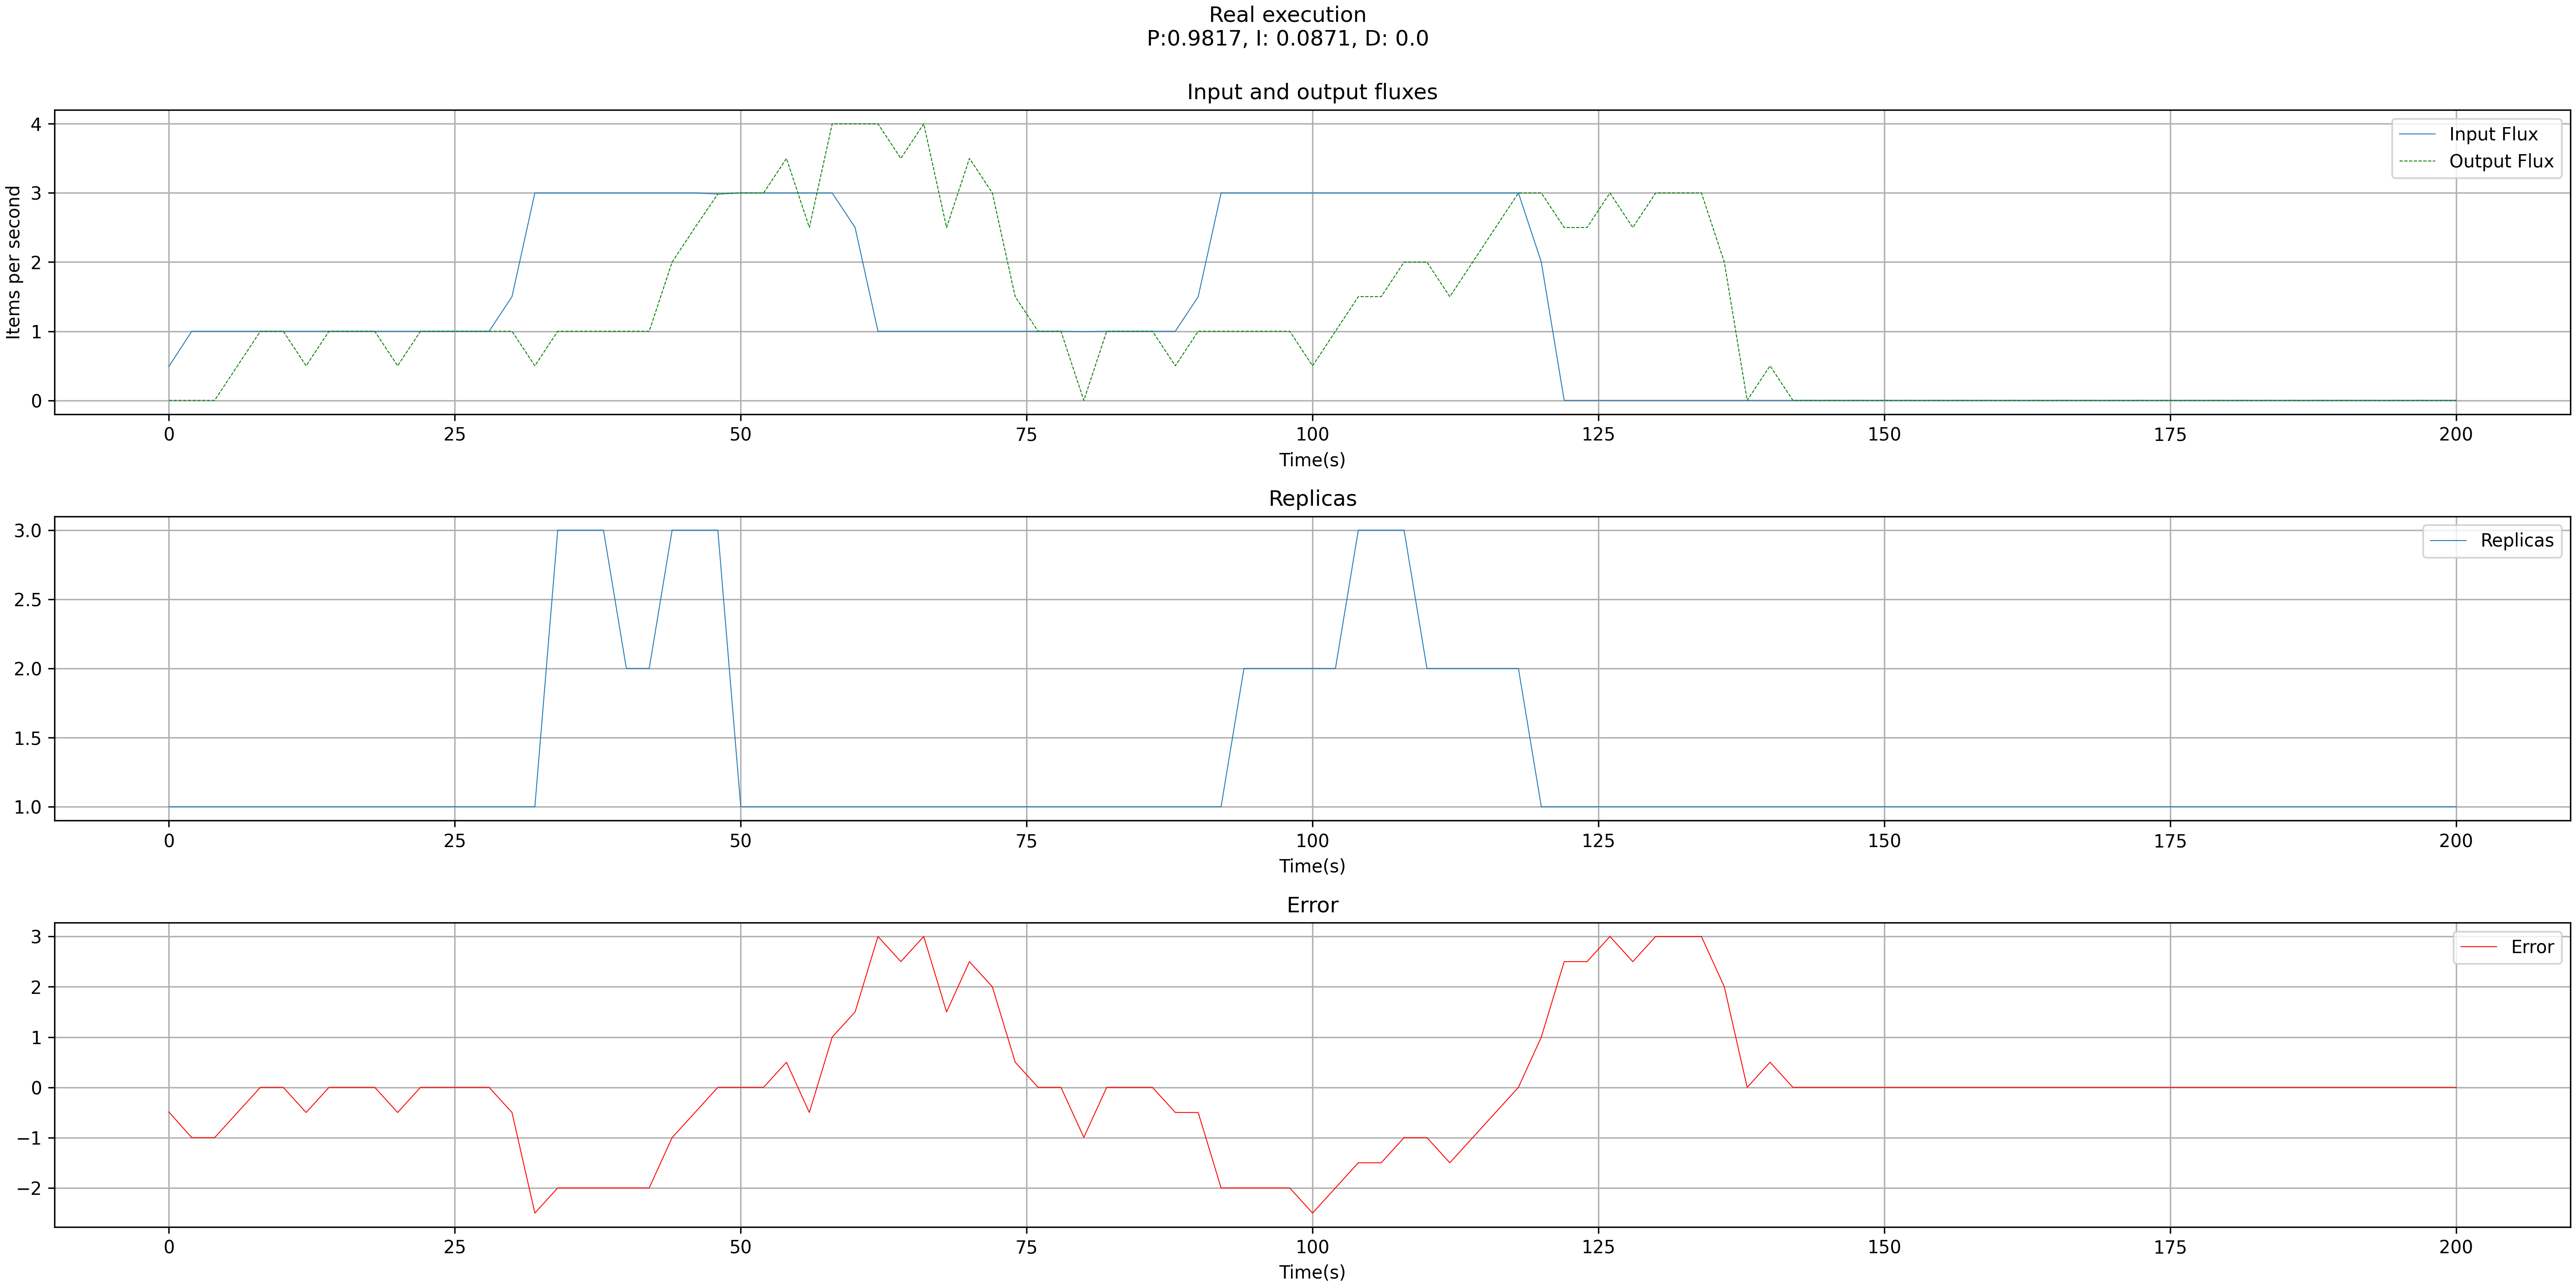 Real execution
P:0.9817, I: 0.0871, D: 0.0
Input and output fluxes
Items per second
4
3
2
1
0
Input Flux
Output Flux
0 25 50 75 100 125 150 175 200
Time(s)
Replicas
3.0
2.5
2.0
1.5
1.0
Replicas
0 25 50 75 100 125 150 175 200
Time(s)
Error
3
2
1
0
−1
−2
Error
0 25 50 75 100 125 150 175 200
Time(s)